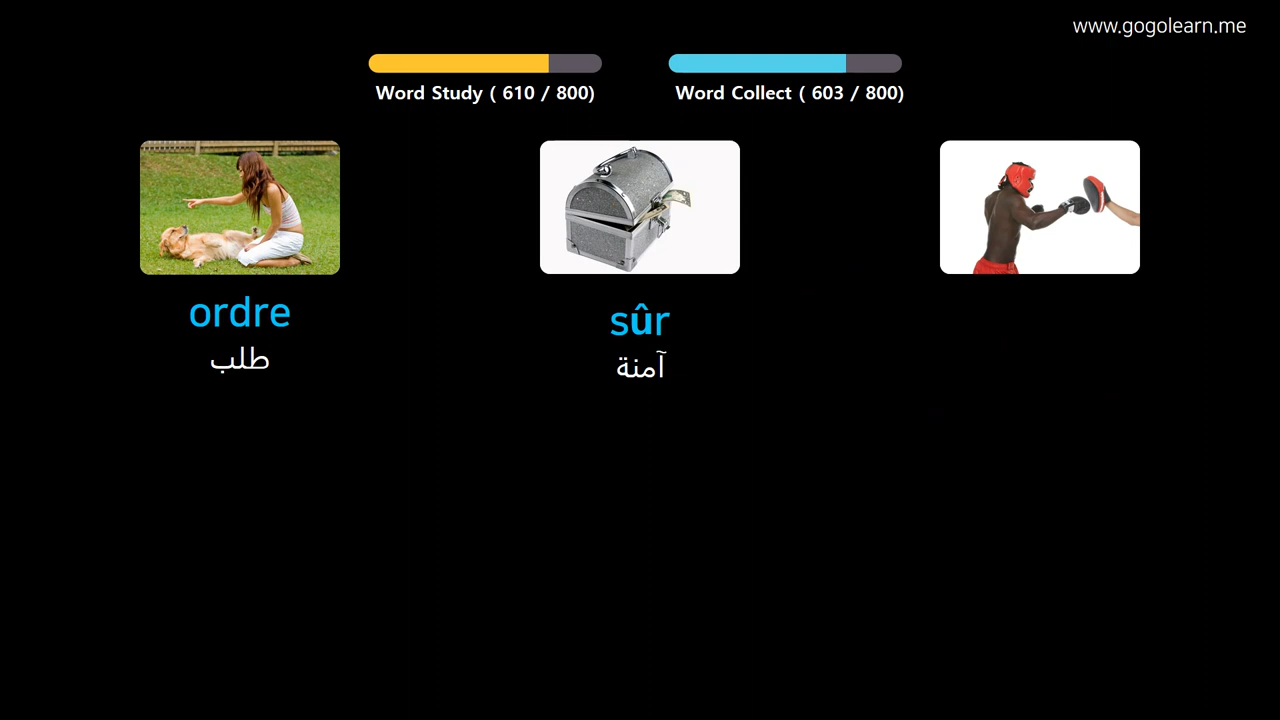 www.gogolearn.me
Word Study ( 610 / 800)
Word Collect ( 603 / 800)
ordre
طلب
sûr
آمنة